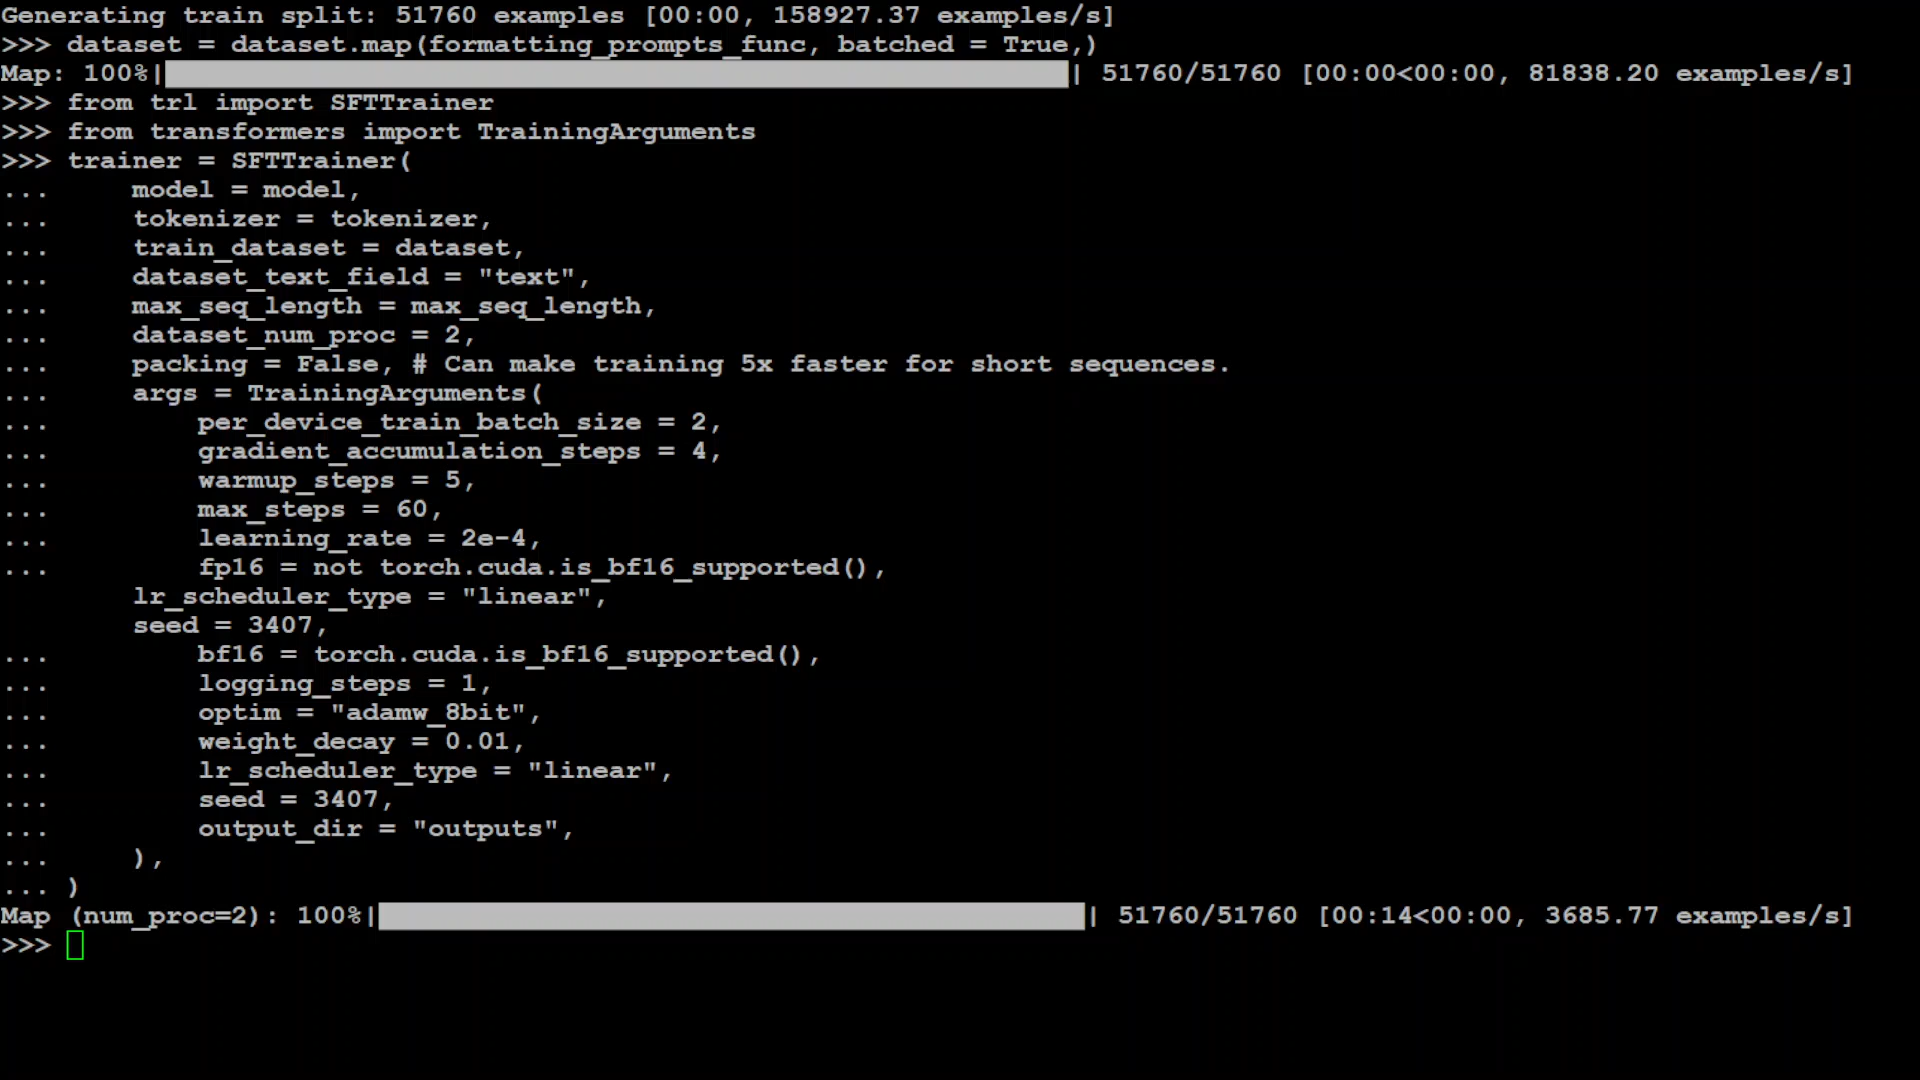 Generating train split: 51760 examples [00:00, 158927.37 examples/s]
>>> dataset = dataset.map(formatting_prompts_func, batched = True,)
Map: 100%|██████████| 51760/51760 [00:00<00:00, 81838.20 examples/s]
>>> from trl import SFTTrainer
>>> from transformers import TrainingArguments
>>> trainer = SFTTrainer(
...     model = model,
...     tokenizer = tokenizer,
...     train_dataset = dataset,
...     dataset_text_field = "text",
...     max_seq_length = max_seq_length,
...     dataset_num_proc = 2,
...     packing = False, # Can make training 5x faster for short sequences.
...     args = TrainingArguments(
...         per_device_train_batch_size = 2,
...         gradient_accumulation_steps = 4,
...         warmup_steps = 5,
...         max_steps = 60,
...         learning_rate = 2e-4,
...         fp16 = not torch.cuda.is_bf16_supported(),
        lr_scheduler_type = "linear",
        seed = 3407,
...         bf16 = torch.cuda.is_bf16_supported(),
...         logging_steps = 1,
...         optim = "adamw_8bit",
...         weight_decay = 0.01,
...         lr_scheduler_type = "linear",
...         seed = 3407,
...         output_dir = "outputs",
...     ),
... )
Map (num_proc=2): 100%|██████████| 51760/51760 [00:14<00:00, 3685.77 examples/s]
>>>